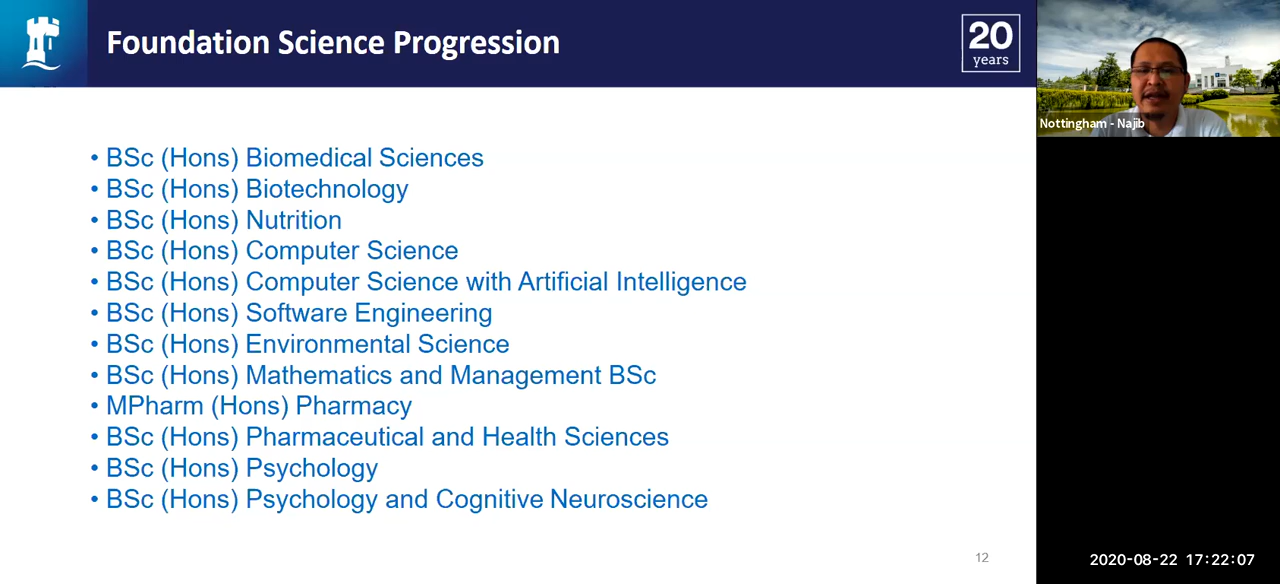 Foundation Science Progression
20
years
Nottingham - Najib
• BSc (Hons) Biomedical Sciences
• BSc (Hons) Biotechnology
• BSc (Hons) Nutrition
• BSc (Hons) Computer Science
• BSc (Hons) Computer Science with Artificial Intelligence
• BSc (Hons) Software Engineering
• BSc (Hons) Environmental Science
• BSc (Hons) Mathematics and Management BSc
• MPharm (Hons) Pharmacy
• BSc (Hons) Pharmaceutical and Health Sciences
• BSc (Hons) Psychology
• BSc (Hons) Psychology and Cognitive Neuroscience
12
2020-08-22 17:22:07